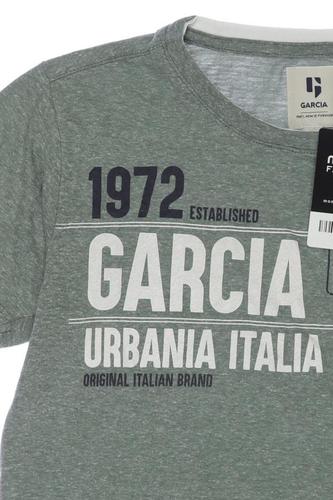 GARCIA
1972 ESTABLISHED
GARCIA
URBANIA ITALIA
ORIGINAL ITALIAN BRAND